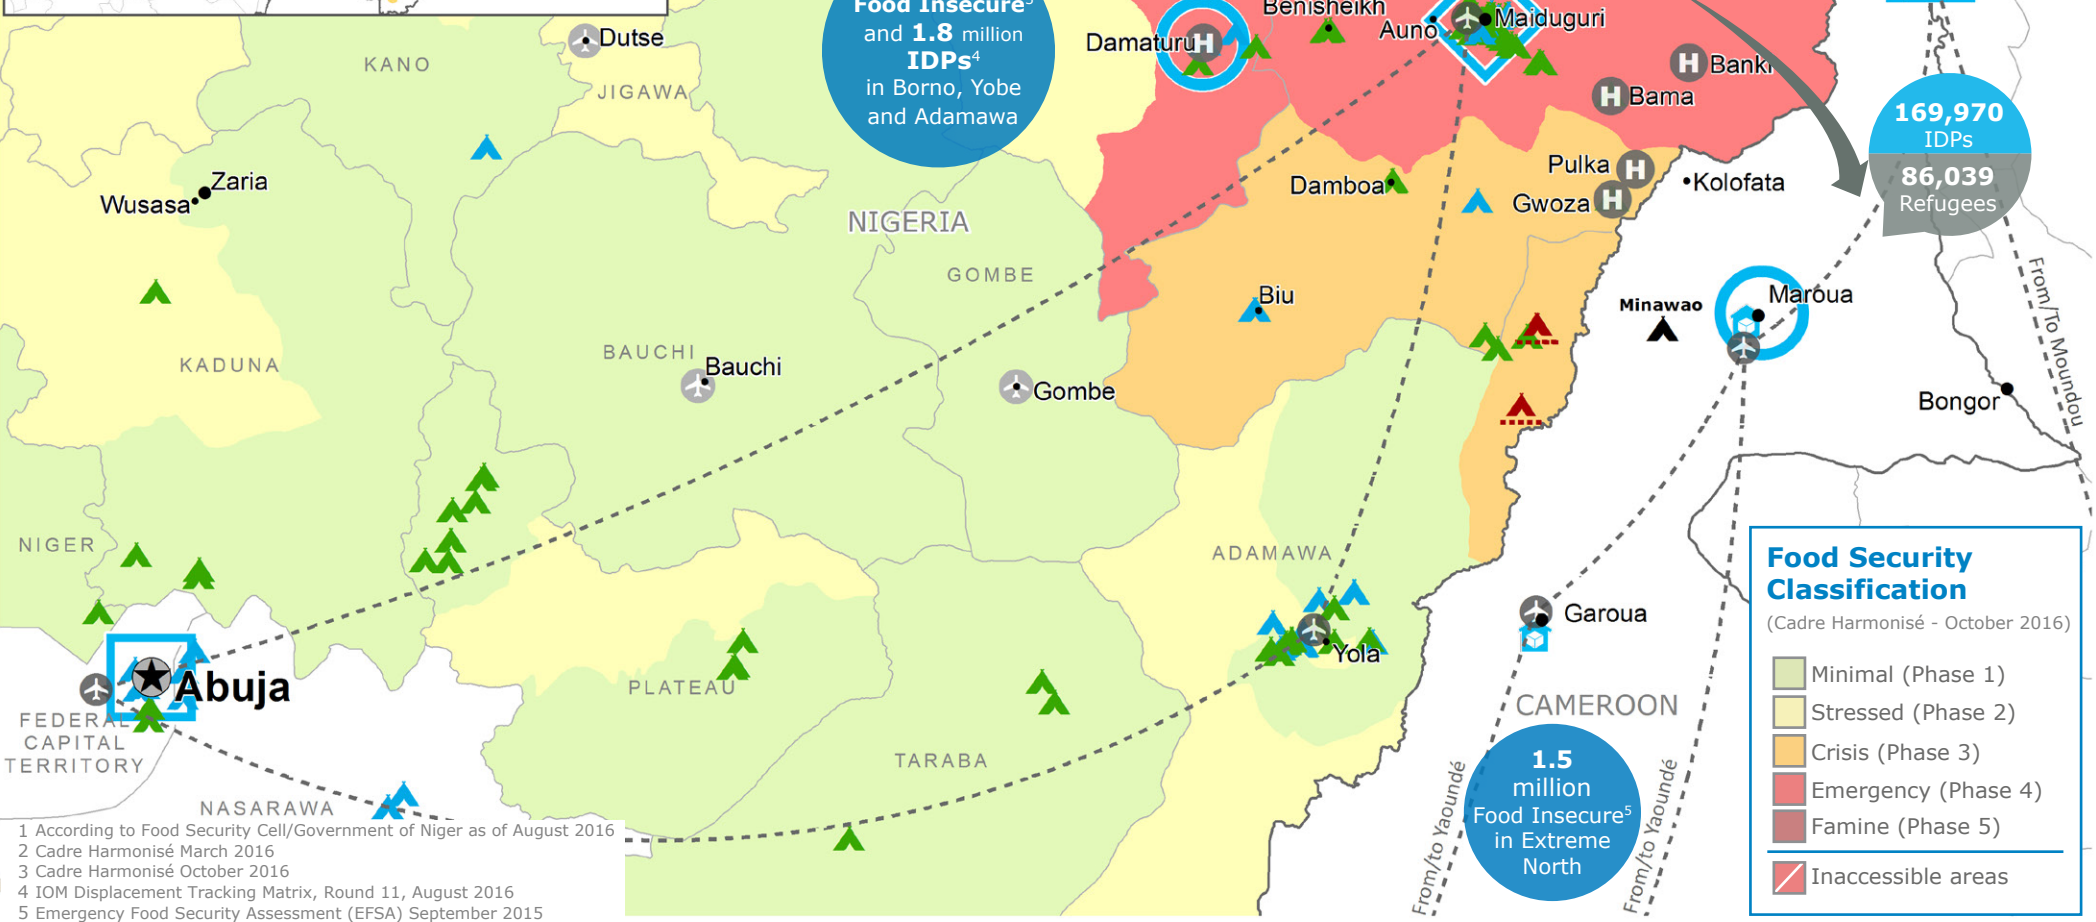 Food Insecure3
and 1.8 million
IDPs4
in Borno, Yobe
and Adamawa
Benisheikh
Auno
Maiduguri
Damaturu
Dutse
KANO
JIGAWA
Banki
Bama
169,970
IDPs
86,039
Refugees
Pulka
Kolofata
Damboa
Gwoza
Zaria
Wusasa
NIGERIA
GOMBE
Biu
Minawao
Maroua
From/To Moundou
KADUNA
BAUCHI
Bauchi
Gombe
Bongor
NIGER
ADAMAWA
Garoua
Yola
Abuja
FEDERAL
CAPITAL
TERRITORY
PLATEAU
TARABA
NASARAWA
CAMEROON
1.5
million
Food Insecure5
in Extreme
North
From/to Yaoundé
From/to Yaoundé
Food Security
Classification
(Cadre Harmonisé - October 2016)
Minimal (Phase 1)
Stressed (Phase 2)
Crisis (Phase 3)
Emergency (Phase 4)
Famine (Phase 5)
Inaccessible areas
1 According to Food Security Cell/Government of Niger as of August 2016
2 Cadre Harmonisé March 2016
3 Cadre Harmonisé October 2016
4 IOM Displacement Tracking Matrix, Round 11, August 2016
5 Emergency Food Security Assessment (EFSA) September 2015